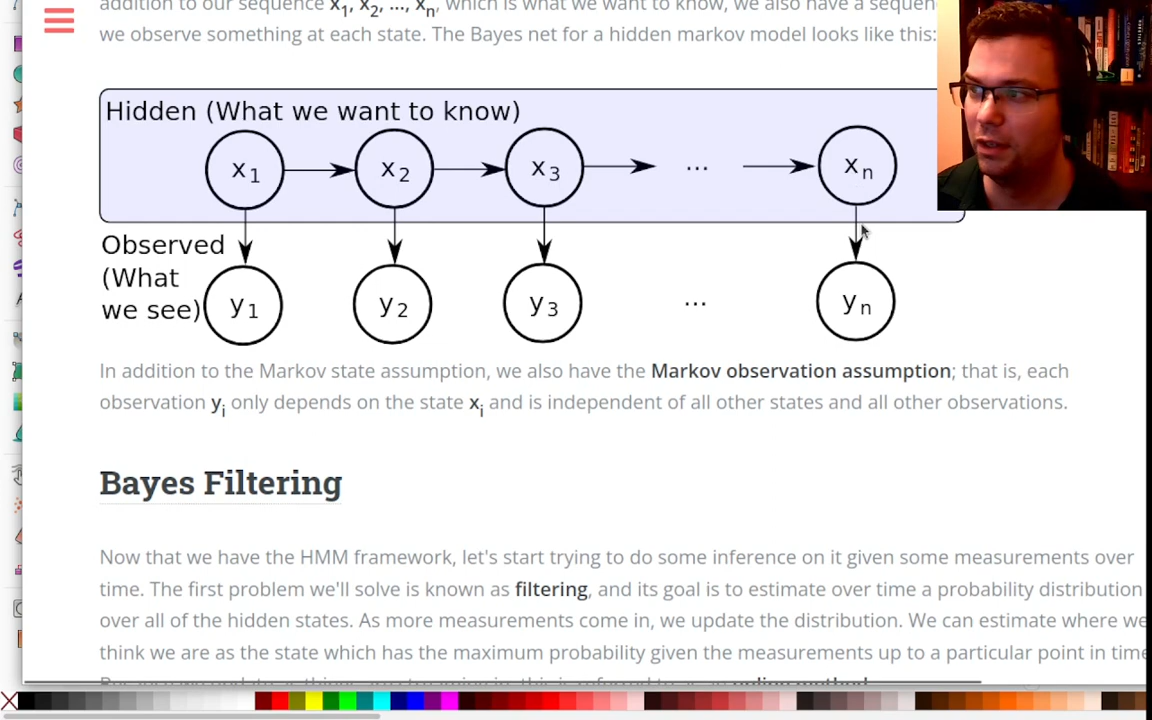 addition to our sequence x1, x2, ..., xn, which is what we want to know, we also have a
we observe something at each state. The Bayes net for a hidden markov model looks like this:
Hidden (What we want to know)
x1 x2 x3 ... xn
Observed
(What
we see)
y1 y2 y3 ... yn
In addition to the Markov state assumption, we also have the Markov observation assumption; that is, each
observation yi only depends on the state xi and is independent of all other states and all other observations.
Bayes Filtering
Now that we have the HMM framework, let's start trying to do some inference on it given some measurements over
time. The first problem we'll solve is known as filtering, and its goal is to estimate over time a probability distribution
over all of the hidden states. As more measurements come in, we update the distribution. We can estimate where we
think we are as the state which has the maximum probability given the measurements up to a particular point in time